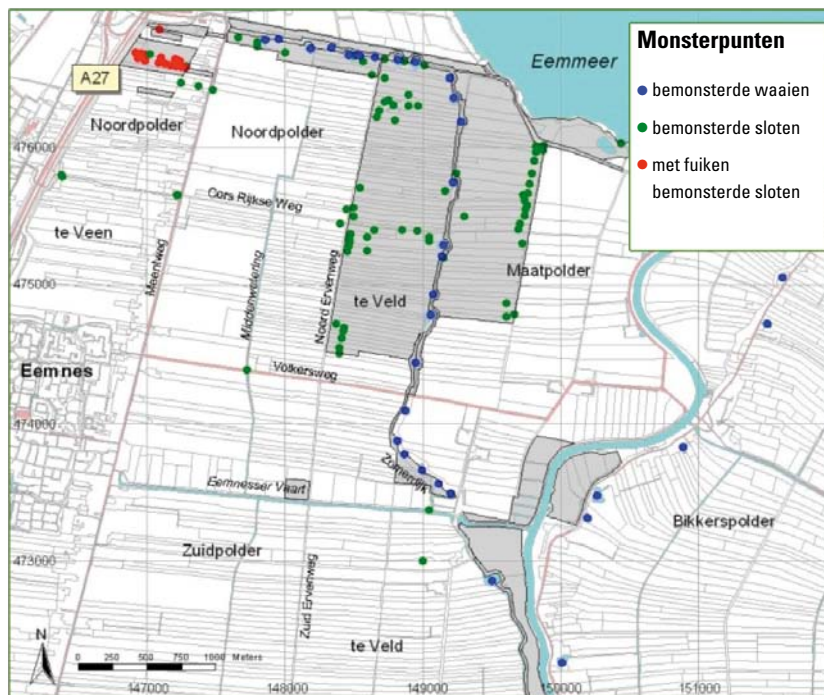 Monsterpunten
bemonsterde waaien
bemonsterde sloten
met fuiken
bemonsterde sloten
Eemmeer
A27
Noordpolder
Noordpolder
476000
Cors Rijkse Weg
te Veen
Meentweg
Middenwetering
Noord Ervenweg
Maatpolder
475000
te Veld
Eemnes
Volkersweg
474000
Zomerdijk
Eemnesser Vaart
Bikkerspolder
Zuidpolder
473000
Zuid Ervenweg
te Veld
N
0 250 500 750 1000 Meters
147000
148000
149000
150000
151000